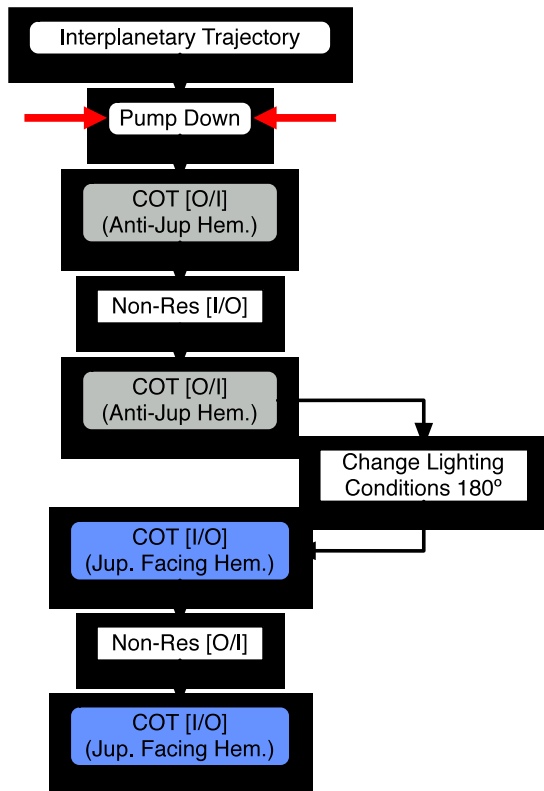 Interplanetary Trajectory
Pump Down
COT [O/I]
(Anti-Jup Hem.)
Non-Res [I/O]
COT [O/I]
(Anti-Jup Hem.)
Change Lighting
Conditions 180º
COT [I/O]
(Jup. Facing Hem.)
Non-Res [O/I]
COT [I/O]
(Jup. Facing Hem.)